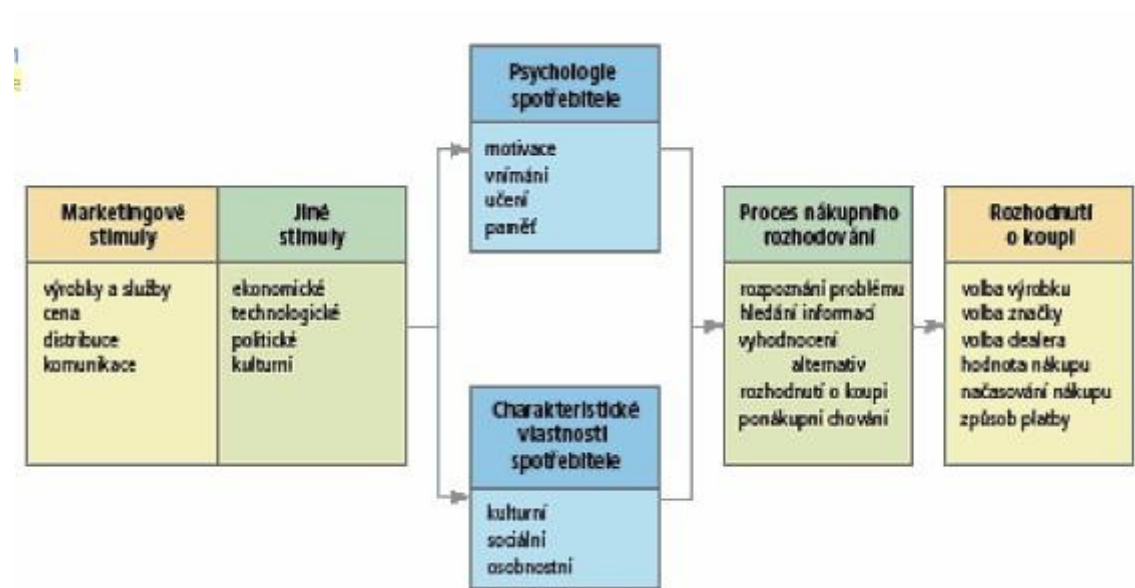 Psychologie
spotřebitele
motivace
vnímání
učení
paměť
Marketingové
stimuly
výrobky a služby
cena
distribuce
komunikace
Jiné
stimuly
ekonomické
technologické
politické
kulturní
Charakteristické
vlastnosti
spotřebitele
kulturní
sociální
osobnostní
Proces nákupního
rozhodování
rozpoznání problému
hledání informací
vyhodnocení
alternativ
rozhodnutí o koupi
ponákupní chování
Rozhodnutí
o koupi
volba výrobku
volba značky
volba dealera
hodnota nákupu
načasování nákupu
způsob platby